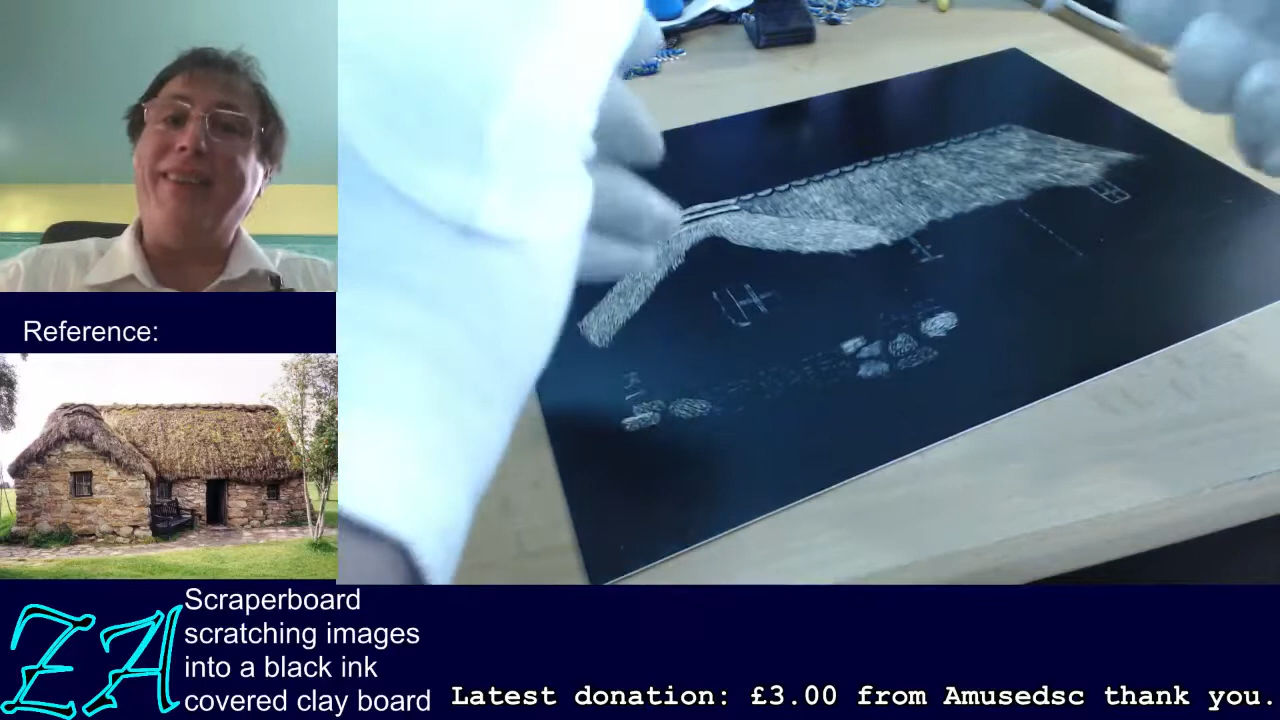 Reference:
ZA
Scraperboard
scratching images
into a black ink
covered clay board
Latest donation: £3.00 from Amusedsc thank you.